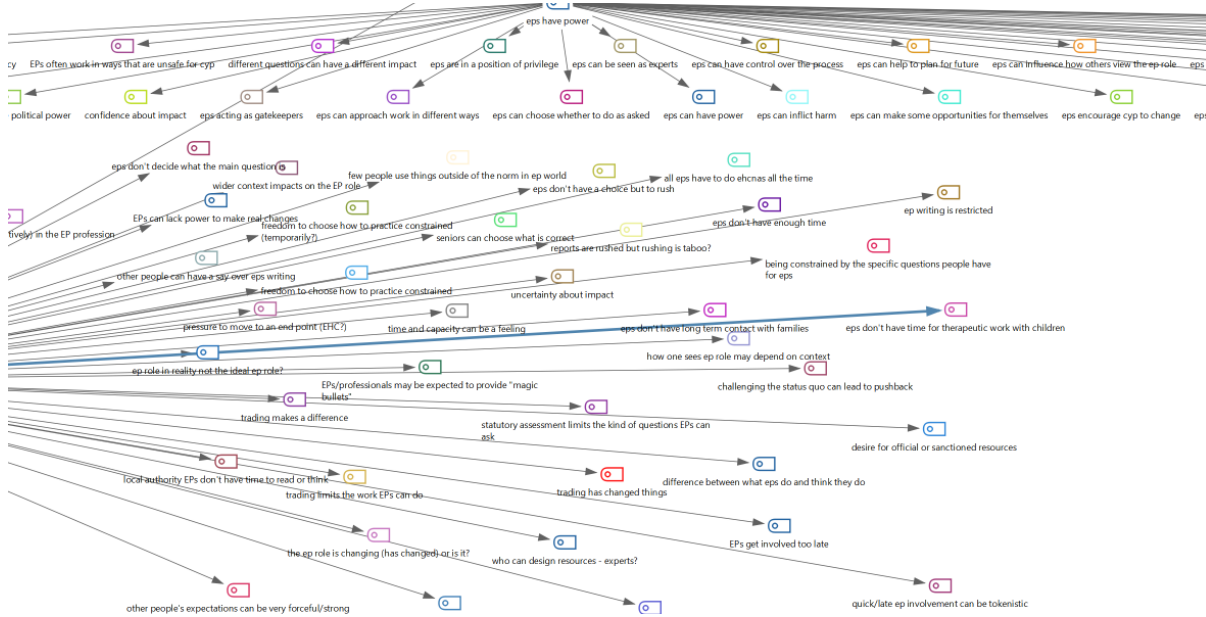 eps have power
cy
EPs often work in ways that are unsafe for cyp
different questions can have a different impact
eps are in a position of privilege
eps can be seen as experts
eps can have control over the process
eps can help to plan for future
eps can influence how others view the ep role
eps
political power
confidence about impact
eps acting as gatekeepers
eps can approach work in different ways
eps can choose whether to do as asked
eps can have power
eps can inflict harm
eps can make some opportunities for themselves
eps encourage cyp to change
eps
eps don't decide what the main question is
wider context impacts on the EP role
few people use things outside of the norm in ep world
eps don't have a choice but to rush
all eps have to do ehcnas all the time
ep writing is restricted
EPs can lack power to make real changes
tively) in the EP profession
freedom to choose how to practice constrained
(temporarily?)
seniors can choose what is correct
eps don't have enough time
reports are rushed but rushing is taboo?
being constrained by the specific questions people have
for eps
other people can have a say over eps writing
freedom to choose how to practice constrained
uncertainty about impact
pressure to move to an end point (EHC?)
time and capacity can be a feeling
eps don't have long term contact with families
eps don't have time for therapeutic work with children
how one sees ep role may depend on context
ep role in reality not the ideal ep role?
EPs/professionals may be expected to provide "magic
bullets"
challenging the status quo can lead to pushback
trading makes a difference
statutory assessment limits the kind of questions EPs can
ask
desire for official or sanctioned resources
local authority EPs don't have time to read or think
trading limits the work EPs can do
trading has changed things
difference between what eps do and think they do
the ep role is changing (has changed) or is it?
who can design resources - experts?
EPs get involved too late
other people's expectations can be very forceful/strong
quick/late ep involvement can be tokenistic